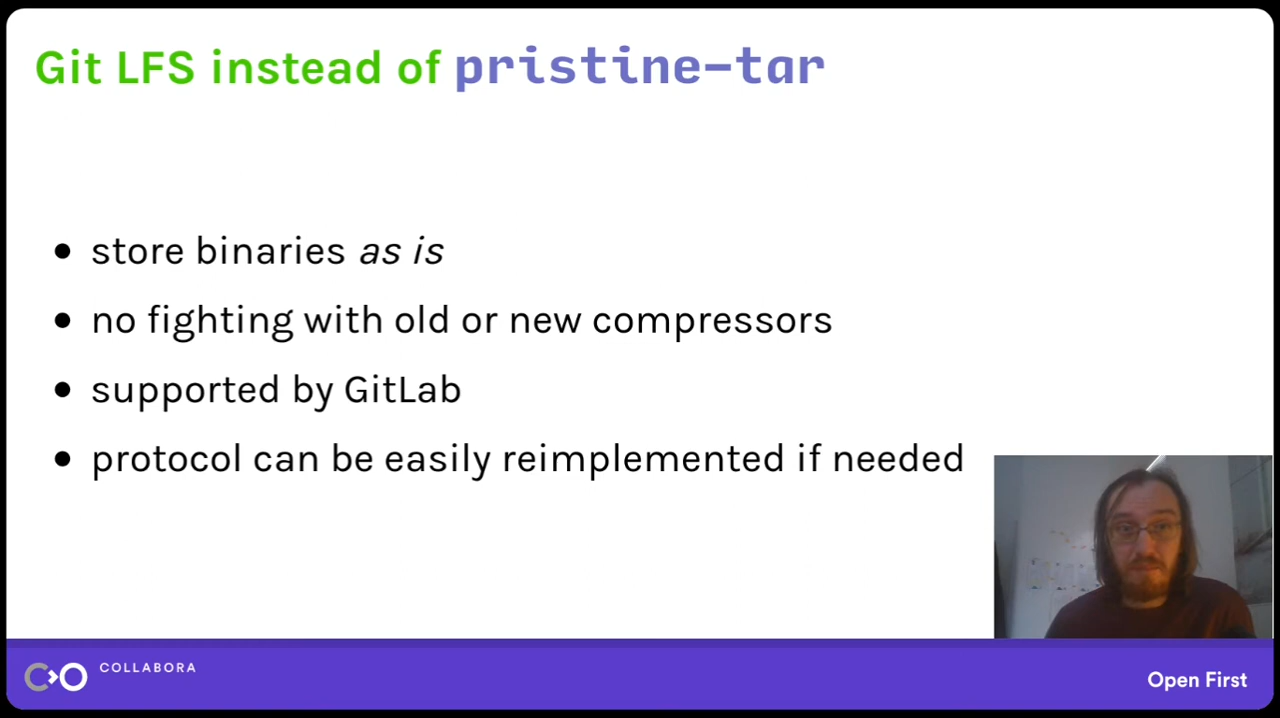 Git LFS instead of pristine-tar
store binaries as is
no fighting with old or new compressors
supported by GitLab
protocol can be easily reimplemented if needed
COLLABORA
Open First